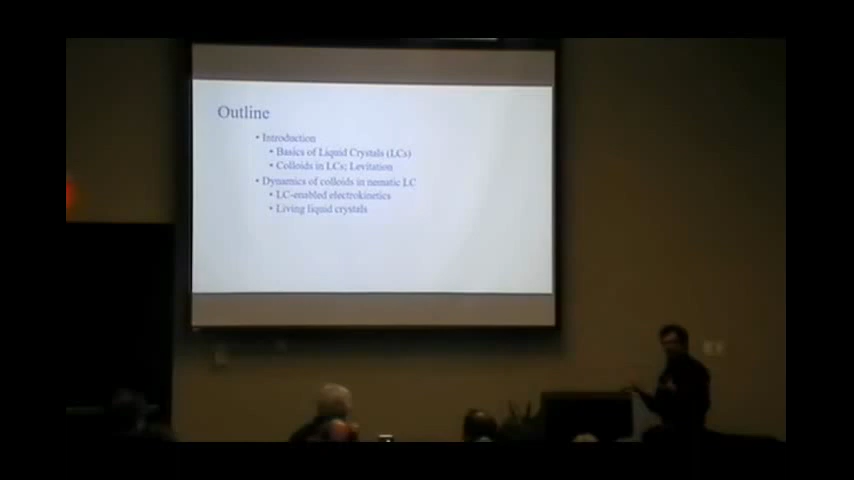 Outline
• Introduction
• Basics of Liquid Crystals (LCs)
• Colloids in LCs; Levitation
• Dynamics of colloids in nematic LC
• LC-enabled electrokinetics
• Living liquid crystals